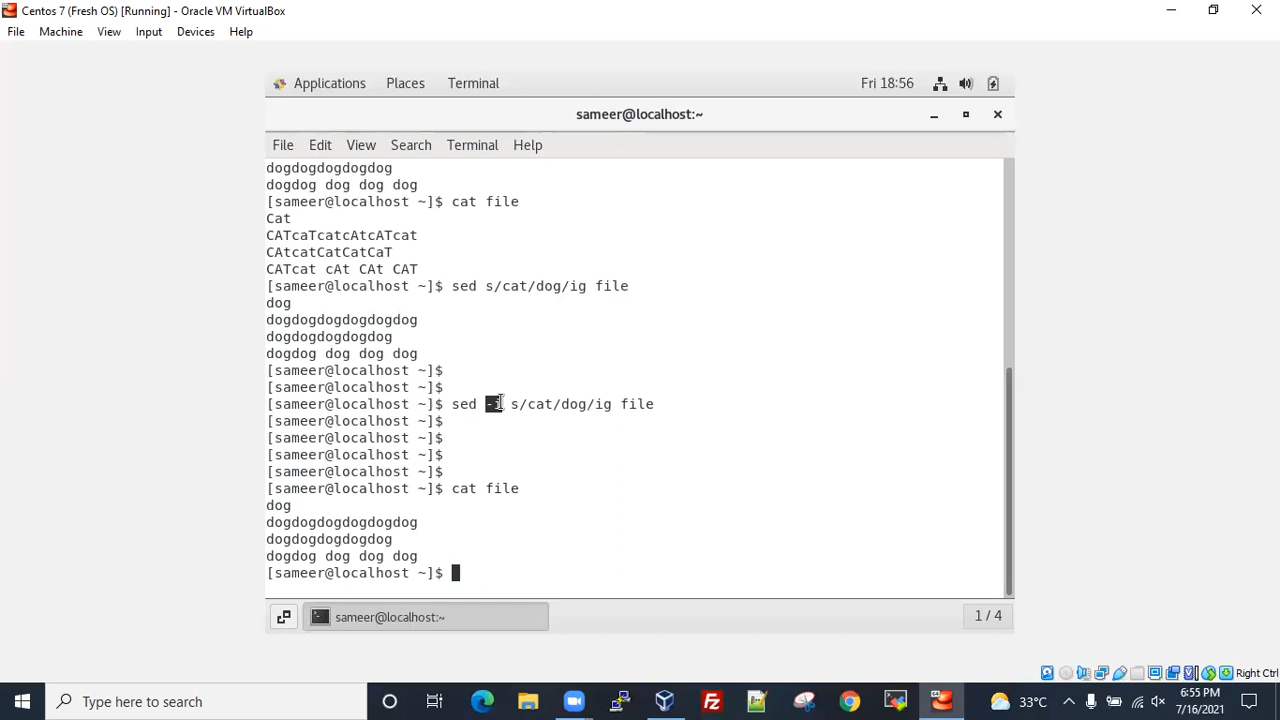 Centos 7 (Fresh OS) [Running] - Oracle VM VirtualBox
File Machine View Input Devices Help
Applications Places Terminal Fri 18:56
sameer@localhost:~
File Edit View Search Terminal Help
dogdogdogdogdog
dogdog dog dog dog
[sameer@localhost ~]$ cat file
Cat
CATcaTcatcAtcATcat
CAtcatCatCatCaT
CATcat cAt CAt CAT
[sameer@localhost ~]$ sed s/cat/dog/ig file
dog
dogdogdogdogdogdog
dogdogdogdogdog
dogdog dog dog dog
[sameer@localhost ~]$
[sameer@localhost ~]$
[sameer@localhost ~]$ sed -i s/cat/dog/ig file
[sameer@localhost ~]$
[sameer@localhost ~]$
[sameer@localhost ~]$
[sameer@localhost ~]$
[sameer@localhost ~]$ cat file
dog
dogdogdogdogdogdog
dogdogdogdogdog
dogdog dog dog dog
[sameer@localhost ~]$
sameer@localhost:~ 1 / 4
Right Ctrl
Type here to search 33°C 6:55 PM
7/16/2021